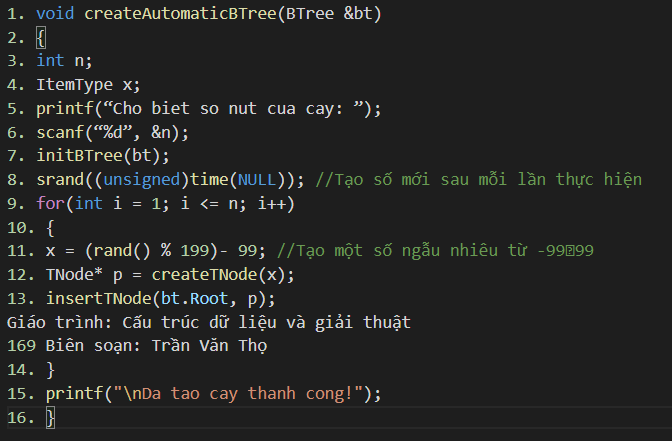 1. void createAutomaticBTree(BTree &bt)
2. {
3. int n;
4. ItemType x;
5. printf(“Cho biet so nut cua cay: ”);
6. scanf(“%d”, &n);
7. initBTree(bt);
8. srand((unsigned)time(NULL)); //Tạo số mới sau mỗi lần thực hiện
9. for(int i = 1; i <= n; i++)
10. {
11. x = (rand() % 199)- 99; //Tạo một số ngẫu nhiêu từ -99�99
12. TNode* p = createTNode(x);
13. insertTNode(bt.Root, p);
Giáo trình: Cấu trúc dữ liệu và giải thuật
169 Biên soạn: Trần Văn Thọ
14. }
15. printf("\nDa tao cay thanh cong!");
16. }